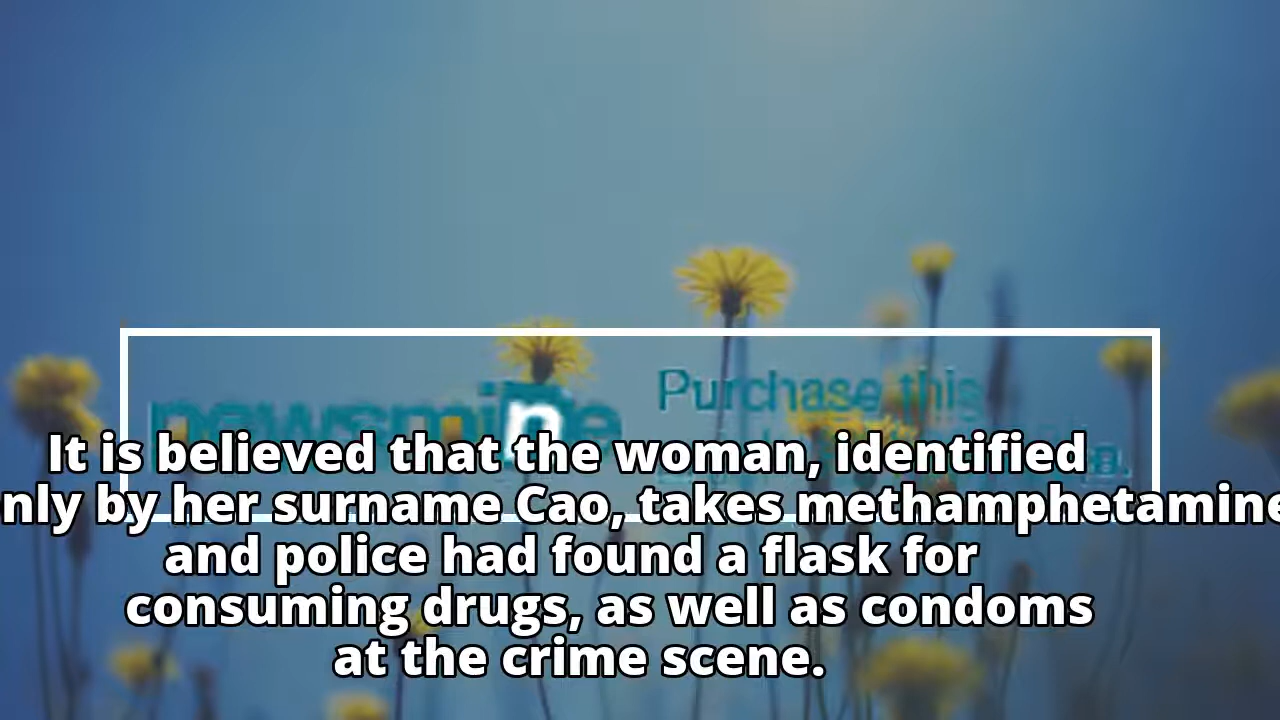 newsmine
Purchase this
It is believed that the woman, identified
nly by her surname Cao, takes methamphetamine
and police had found a flask for
consuming drugs, as well as condoms
at the crime scene.